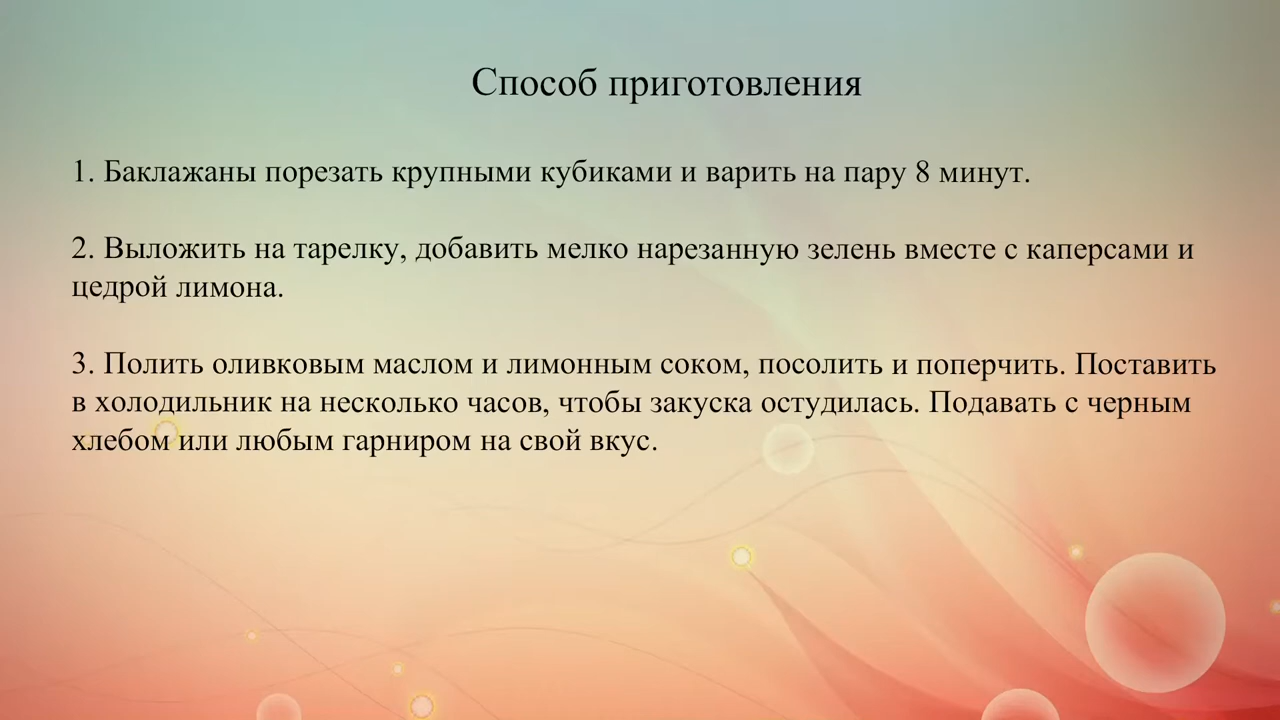 Способ приготовления
1. Баклажаны порезать крупными кубиками и варить на пару 8 минут.
2. Выложить на тарелку, добавить мелко нарезанную зелень вместе с каперсами и
цедрой лимона.
3. Полить оливковым маслом и лимонным соком, посолить и поперчить. Поставить
в холодильник на несколько часов, чтобы закуска остудилась. Подавать с черным
хлебом или любым гарниром на свой вкус.